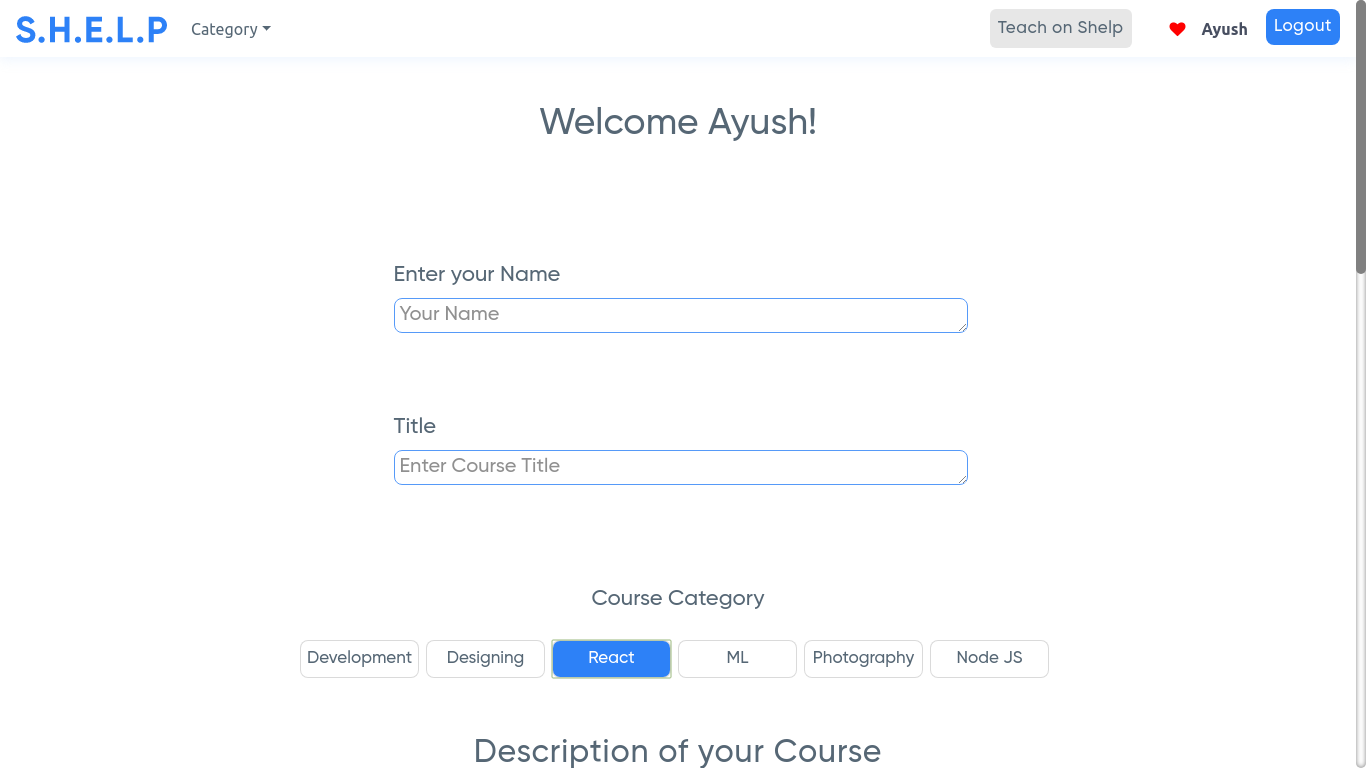 S.H.E.L.P Category Teach on Shelp Ayush Logout
Welcome Ayush!
Enter your Name
Your Name
Title
Enter Course Title
Course Category
Development Designing React ML Photography Node JS
Description of your Course